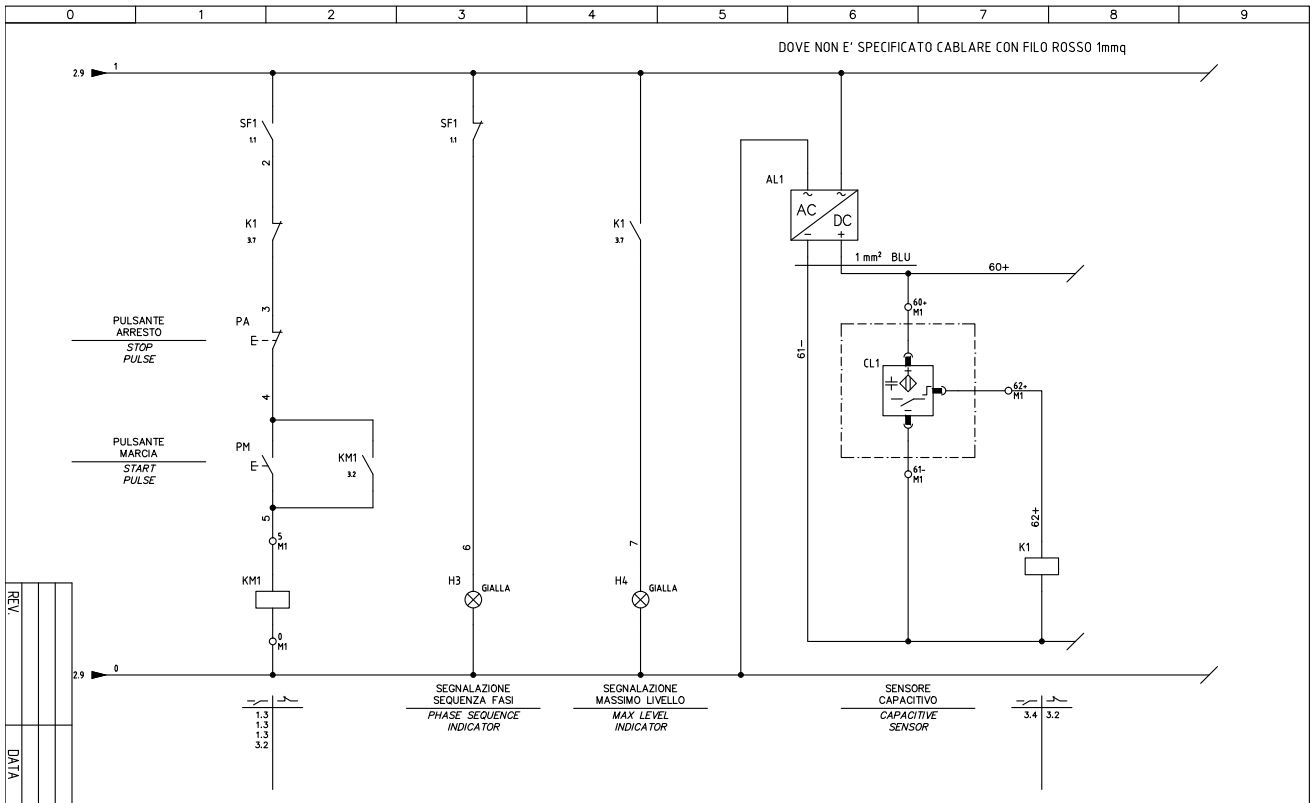 0 1 2 3 4 5 6 7 8 9
DOVE NON E' SPECIFICATO CABLARE CON FILO ROSSO 1mmq
2.9 1
SF1
1.1
2
SF1
1.1
AL1
~ ~
AC
DC
- +
K1
3.7
K1
3.7
1 mm² BLU
60+
3
60+
M1
PULSANTE
ARRESTO
STOP
PULSE
PA
E
61-
CL1
+
-
62+
M1
4
PULSANTE
MARCIA
START
PULSE
PM
E
KM1
3.2
61-
M1
5
5
M1
6
7
62+
K1
KM1
H3
GIALLA
H4
GIALLA
0
M1
2.9 0
SEGNALAZIONE
SEQUENZA FASI
PHASE SEQUENCE
INDICATOR
SEGNALAZIONE
MASSIMO LIVELLO
MAX LEVEL
INDICATOR
SENSORE
CAPACITIVO
CAPACITIVE
SENSOR
1.3
1.3
1.3
3.2
3.4 3.2
REV.
DATA